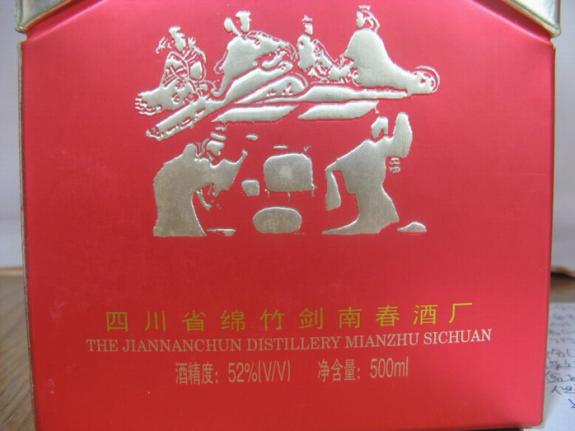 四川省绵竹剑南春酒厂
THE JIANNANCHUN DISTILLERY MIANZHU SICHUAN
酒精度：52%(V/V) 净含量：500ml